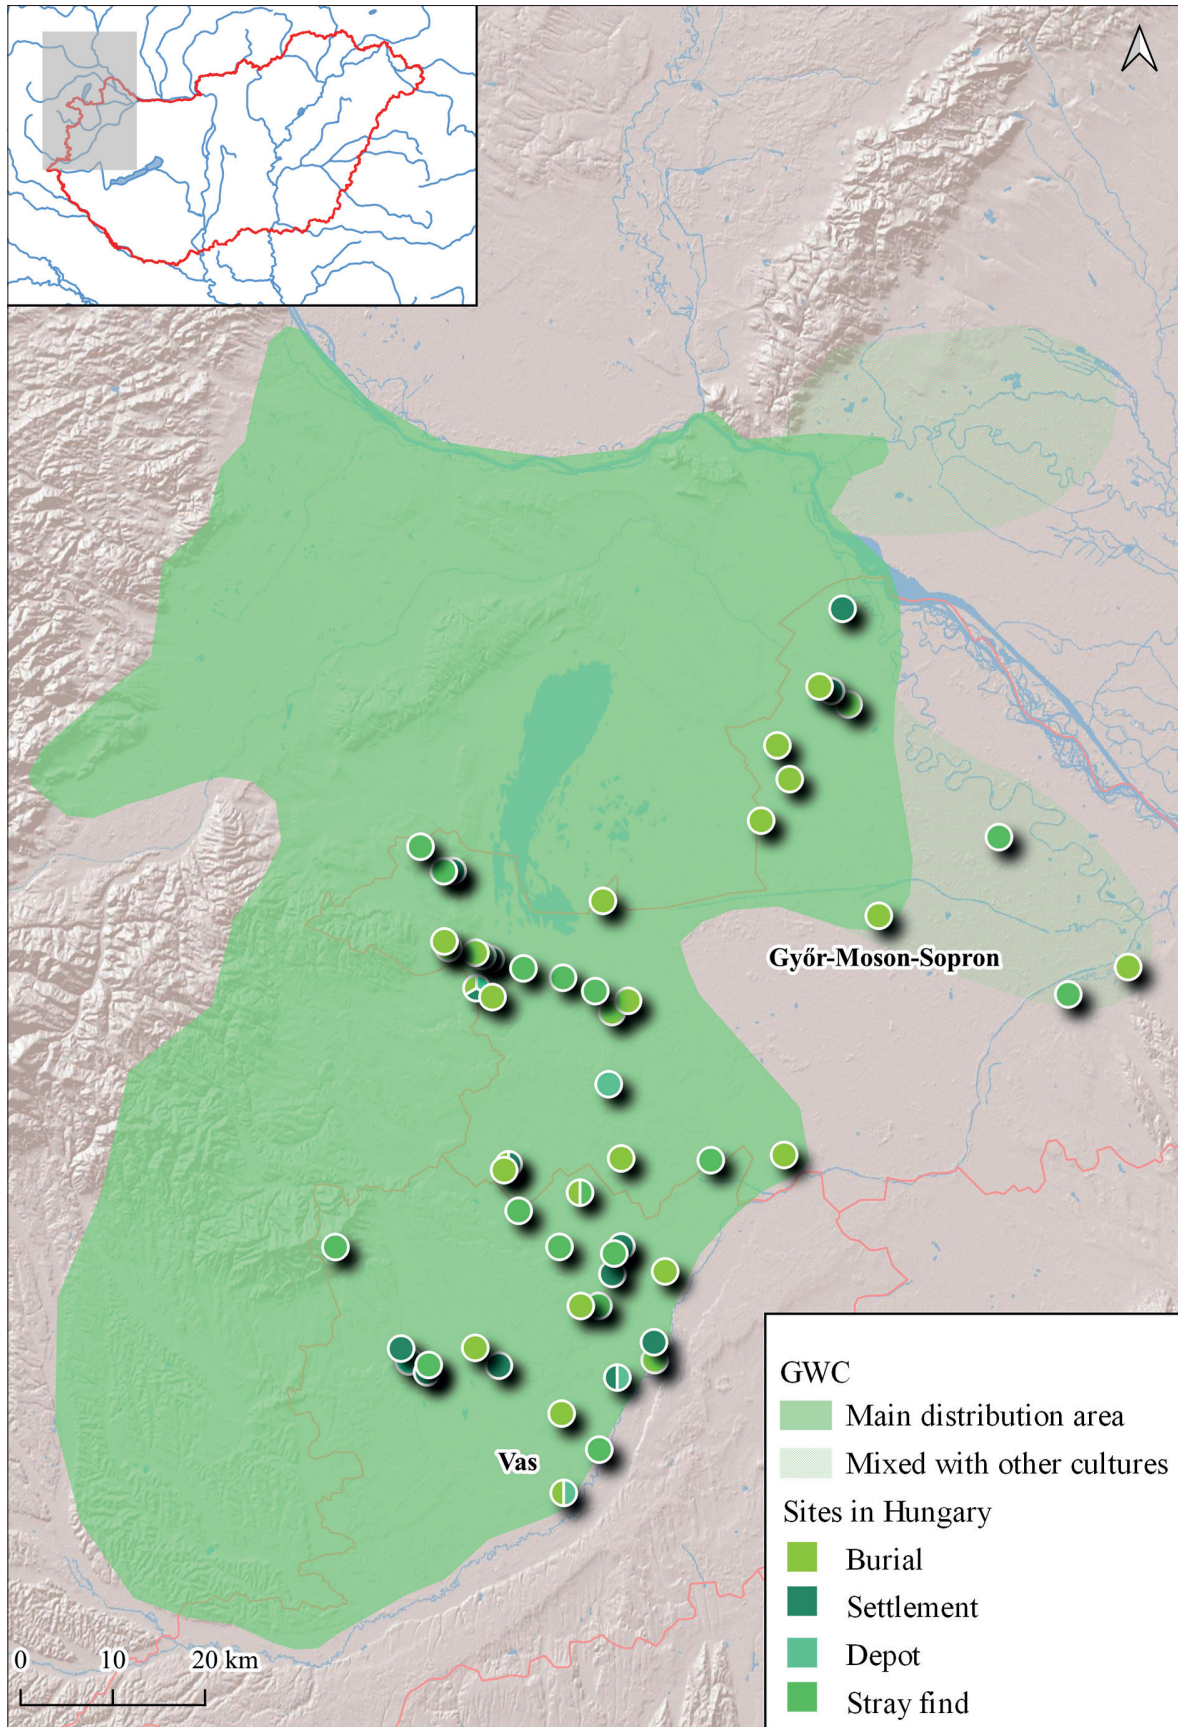 Győr-Moson-Sopron
Vas
GWC
Main distribution area
Mixed with other cultures
Sites in Hungary
Burial
Settlement
Depot
Stray find
0 10 20 km